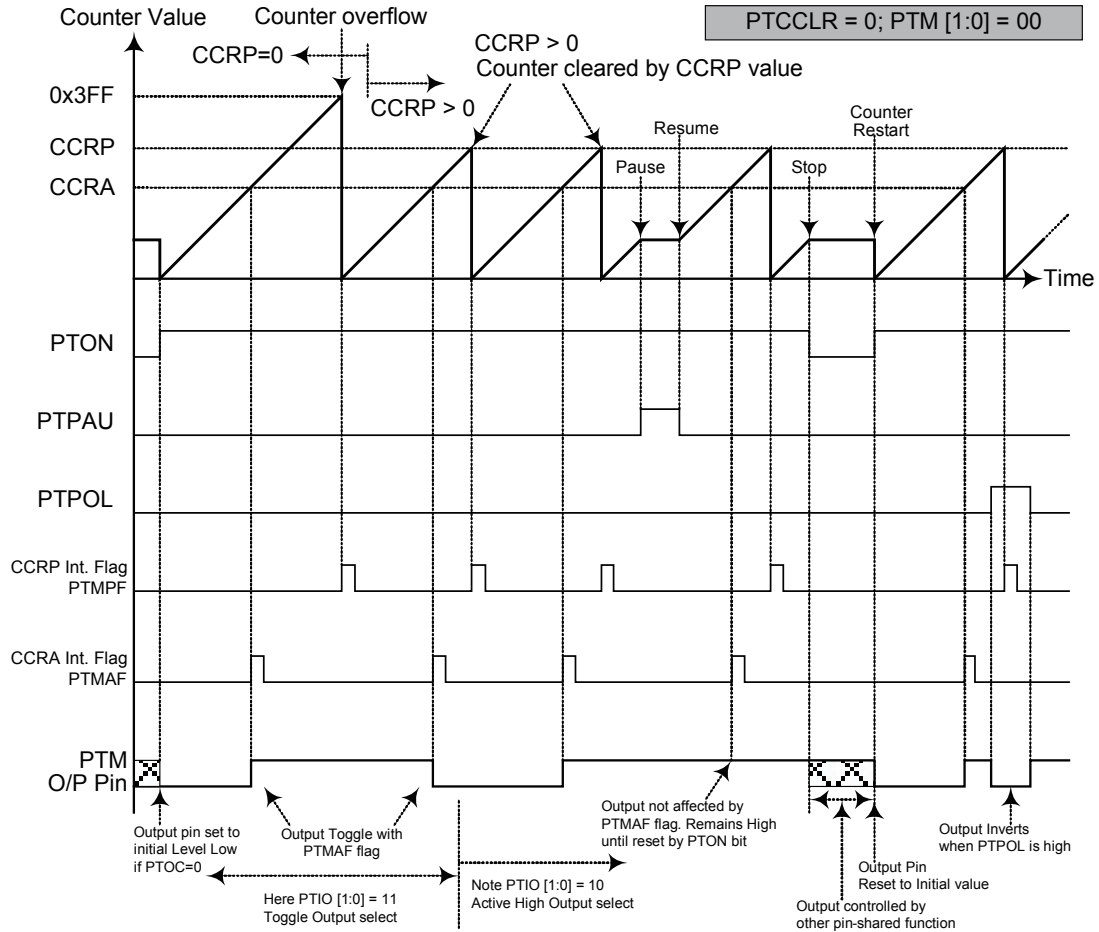 Counter Value
Counter overflow
PTCCLR = 0; PTM [1:0] = 00
CCRP=0
CCRP > 0
CCRP > 0
Counter cleared by CCRP value
0x3FF
CCRP
CCRA
Pause
Resume
Stop
Counter
Restart
Time
PTON
PTPAU
PTPOL
CCRP Int. Flag
PTMPF
CCRA Int. Flag
PTMAF
PTM
O/P Pin
Output pin set to
initial Level Low
if PTOC=0
Output Toggle with
PTMAF flag
Here PTIO [1:0] = 11
Toggle Output select
Note PTIO [1:0] = 10
Active High Output select
Output not affected by
PTMAF flag. Remains High
until reset by PTON bit
Output controlled by
other pin-shared function
Output Pin
Reset to Initial value
Output Inverts
when PTPOL is high